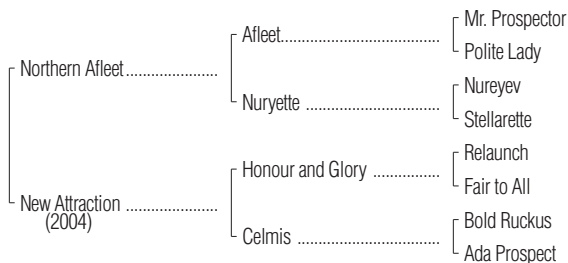 Mr. Prospector
Afleet
Polite Lady
Northern Afleet
Nureyev
Nuryette
Stellarette
Relaunch
Honour and Glory
Fair to All
New Attraction
(2004)
Bold Ruckus
Celmis
Ada Prospect